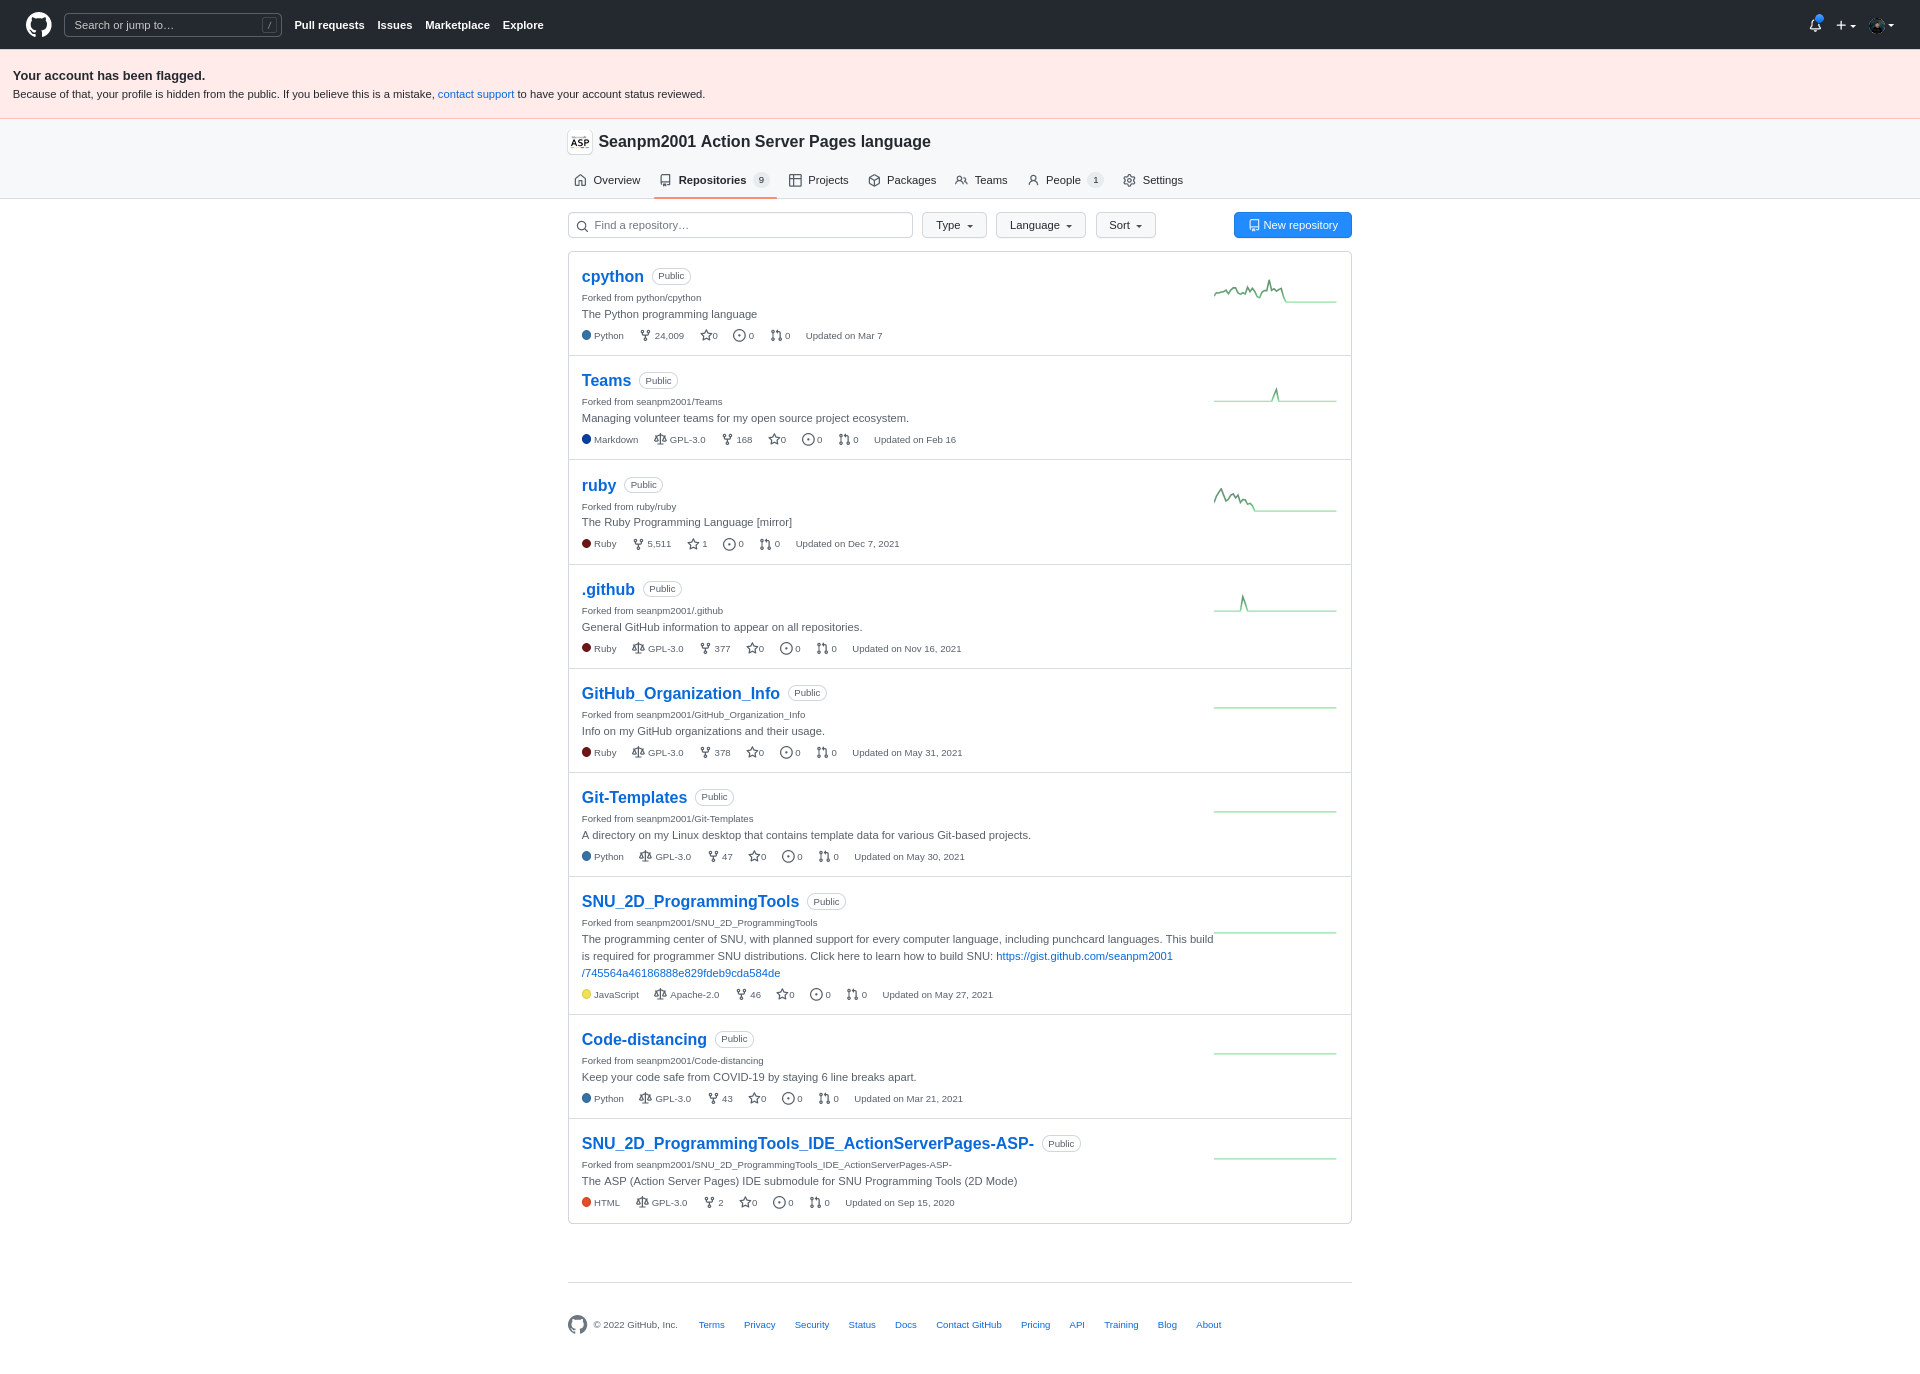 Search or jump to… /
Pull requests Issues Marketplace Explore
Your account has been flagged.
Because of that, your profile is hidden from the public. If you believe this is a mistake, contact support to have your account status reviewed.
ASP
Seanpm2001 Action Server Pages language
Overview Repositories 9 Projects Packages Teams People 1 Settings
Find a repository… Type Language Sort New repository
cpython Public
Forked from python/cpython
The Python programming language
Python 24,009 0 0 0 Updated on Mar 7
Teams Public
Forked from seanpm2001/Teams
Managing volunteer teams for my open source project ecosystem.
Markdown GPL-3.0 168 0 0 0 Updated on Feb 16
ruby Public
Forked from ruby/ruby
The Ruby Programming Language [mirror]
Ruby 5,511 1 0 0 Updated on Dec 7, 2021
.github Public
Forked from seanpm2001/.github
General GitHub information to appear on all repositories.
Ruby GPL-3.0 377 0 0 0 Updated on Nov 16, 2021
GitHub_Organization_Info Public
Forked from seanpm2001/GitHub_Organization_Info
Info on my GitHub organizations and their usage.
Ruby GPL-3.0 378 0 0 0 Updated on May 31, 2021
Git-Templates Public
Forked from seanpm2001/Git-Templates
A directory on my Linux desktop that contains template data for various Git-based projects.
Python GPL-3.0 47 0 0 0 Updated on May 30, 2021
SNU_2D_ProgrammingTools Public
Forked from seanpm2001/SNU_2D_ProgrammingTools
The programming center of SNU, with planned support for every computer language, including punchcard languages. This build
is required for programmer SNU distributions. Click here to learn how to build SNU: https://gist.github.com/seanpm2001
/745564a46186888e829fdeb9cda584de
JavaScript Apache-2.0 46 0 0 0 Updated on May 27, 2021
Code-distancing Public
Forked from seanpm2001/Code-distancing
Keep your code safe from COVID-19 by staying 6 line breaks apart.
Python GPL-3.0 43 0 0 0 Updated on Mar 21, 2021
SNU_2D_ProgrammingTools_IDE_ActionServerPages-ASP- Public
Forked from seanpm2001/SNU_2D_ProgrammingTools_IDE_ActionServerPages-ASP-
The ASP (Action Server Pages) IDE submodule for SNU Programming Tools (2D Mode)
HTML GPL-3.0 2 0 0 0 Updated on Sep 15, 2020
© 2022 GitHub, Inc. Terms Privacy Security Status Docs Contact GitHub Pricing API Training Blog About